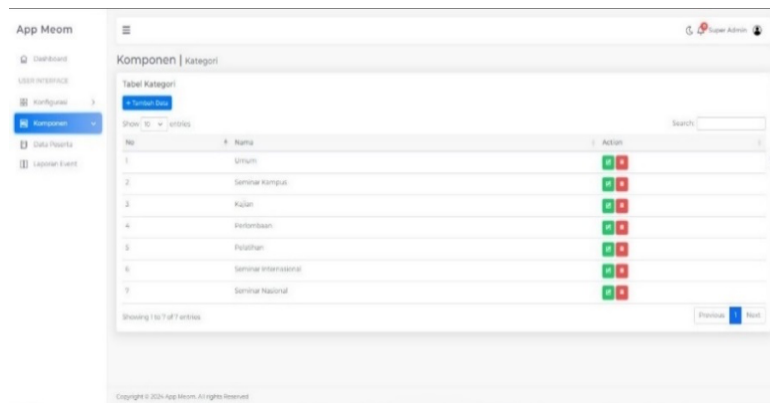 App Meom
Super Admin
Dashboard
Komponen | Kategori
USER INTERFACE
Tabel Kategori
Konfigurasi
+ Tambah Data
Komponen
Show 10 entries
Search:
Data Peserta
No Nama Action
Laporan Event
1 Umum
2 Seminar Kampus
3 Kajian
4 Perlombaan
5 Pelatihan
6 Seminar Internasional
7 Seminar Nasional
Showing 1 to 7 of 7 entries
Previous 1 Next
Copyright © 2024 App Meom. All rights Reserved